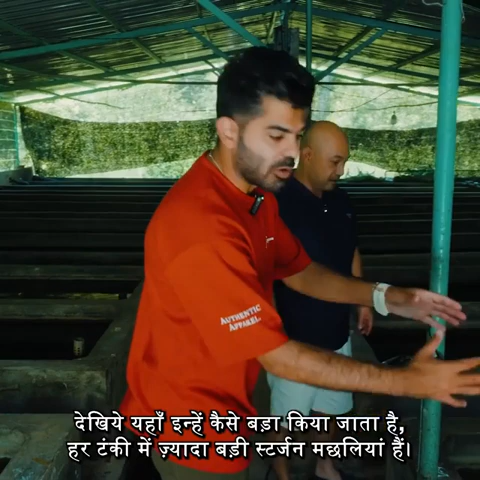 AUTHENTIC
APPAREL.
देखिये यहाँ इन्हें कैसे बड़ा किया जाता है,
हर टंकी में ज़्यादा बड़ी स्टर्जन मछलियां हैं।